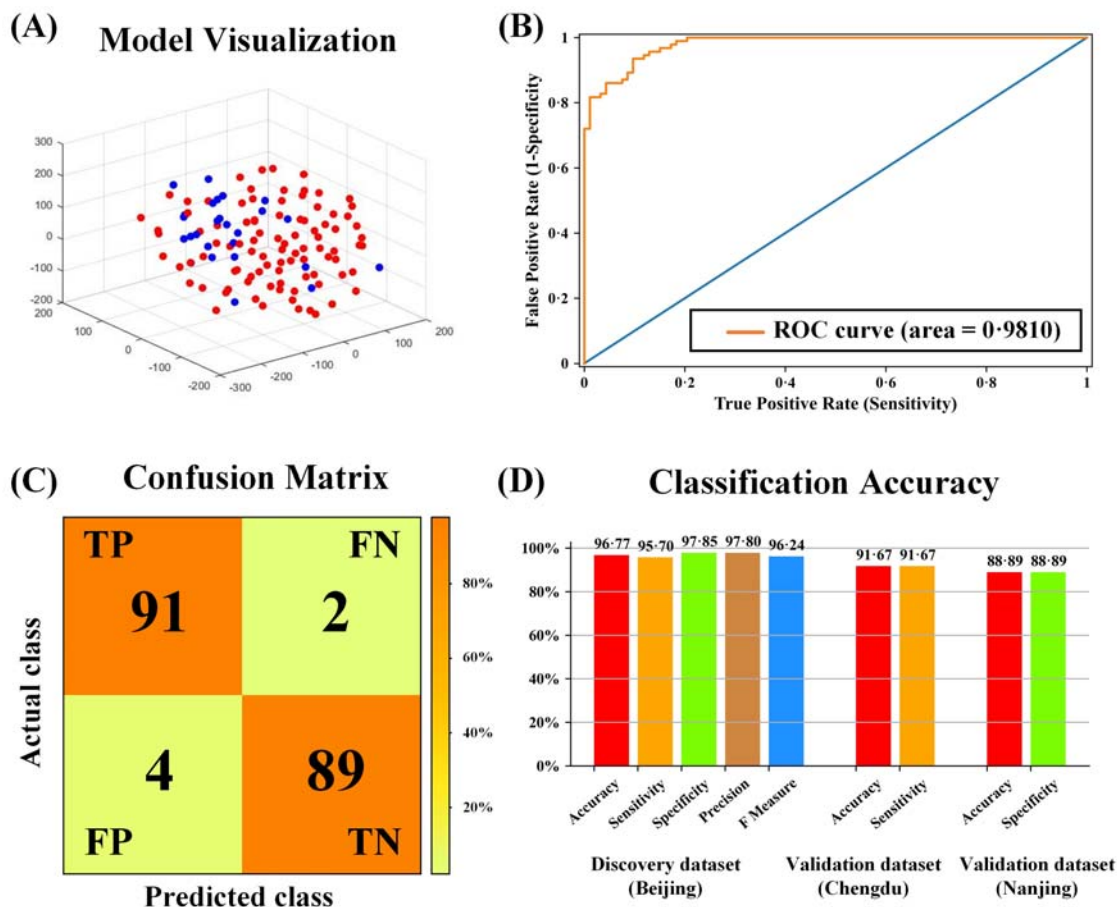 (A)
Model Visualization
300
200
100
0
-100
-200
200
100
0
-100
-200
-300
-200
-100
0
100
200
(B)
False Positive Rate (1-Specificity
1
0·8
0·6
0·4
0·2
0
ROC curve (area = 0·9810)
0
0·2
0·4
0·6
0·8
1
True Positive Rate (Sensitivity)
(C)
Confusion Matrix
Actual class
TP
FN
91
2
4
89
FP
TN
80%
60%
40%
20%
Predicted class
(D)
Classification Accuracy
100%
80%
60%
40%
20%
0%
96·77
95·70
97·85
97·80
96·24
91·67
91·67
88·89
88·89
Accuracy
Sensitivity
Specificity
Precision
F Measure
Accuracy
Sensitivity
Accuracy
Specificity
Discovery dataset
(Beijing)
Validation dataset
(Chengdu)
Validation dataset
(Nanjing)